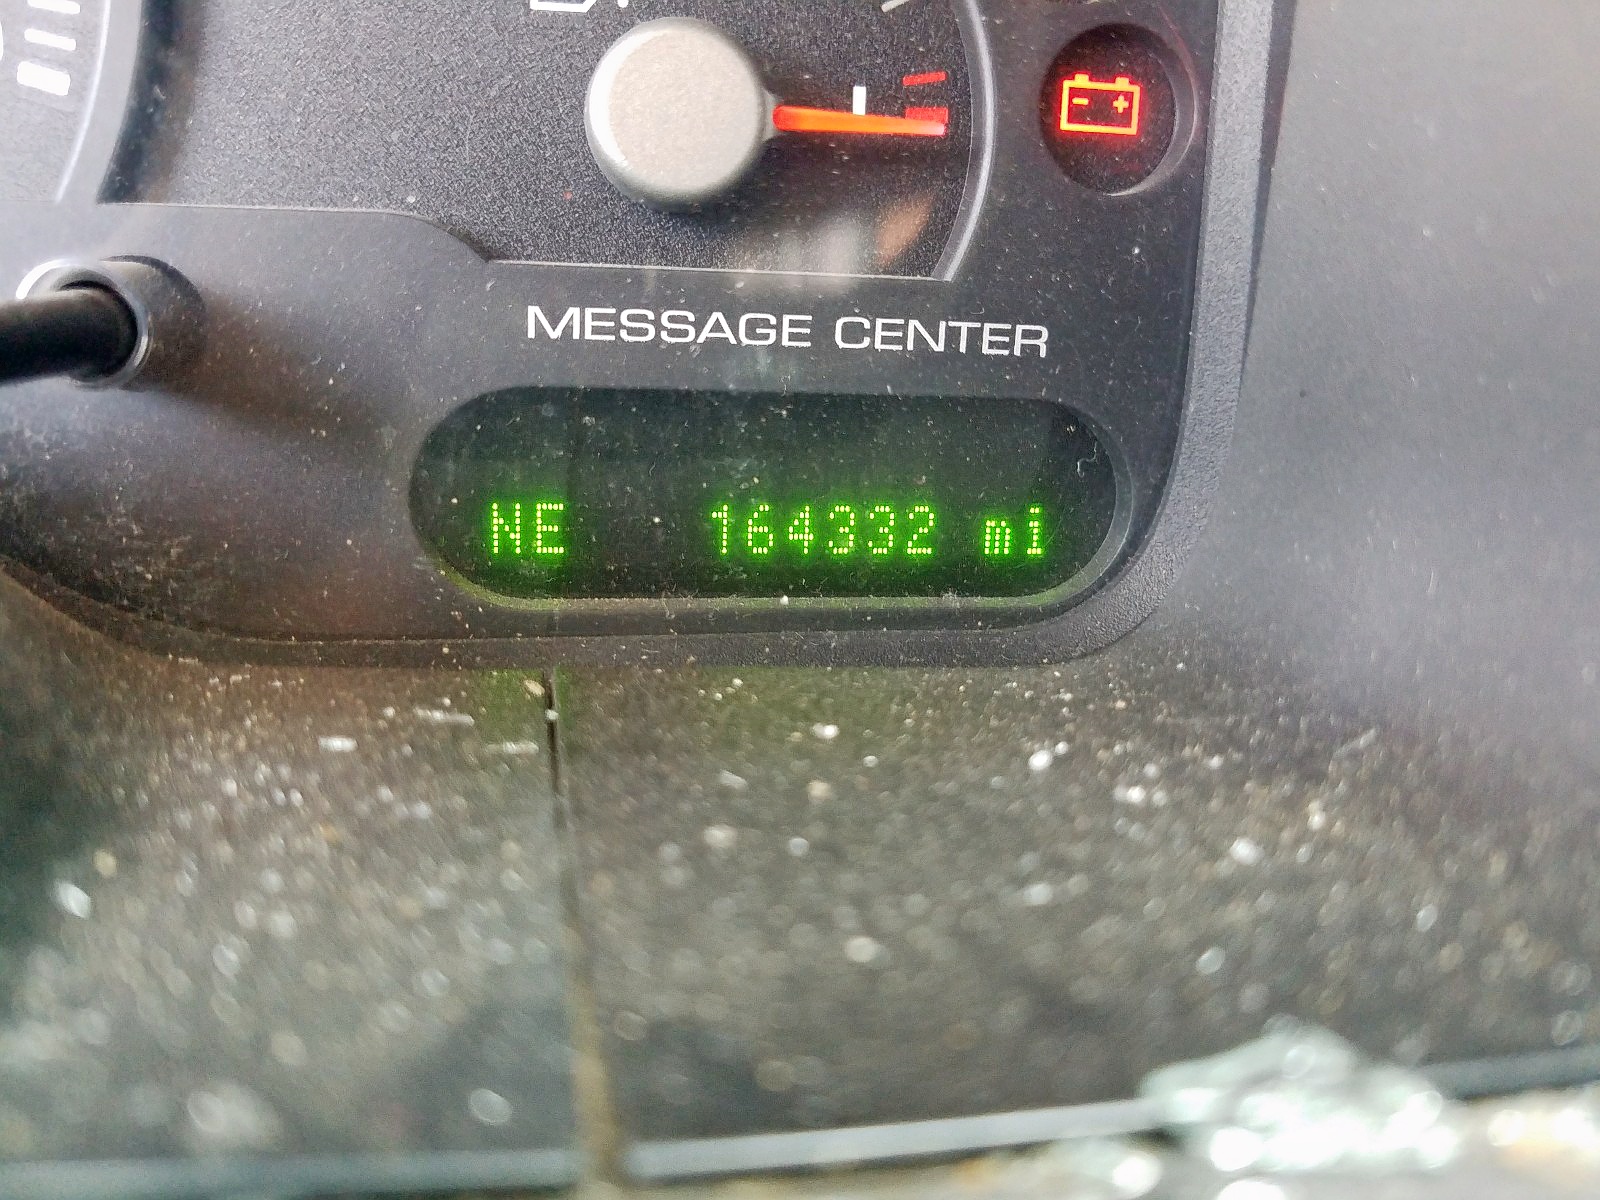 MESSAGE CENTER
NE 164332 mi